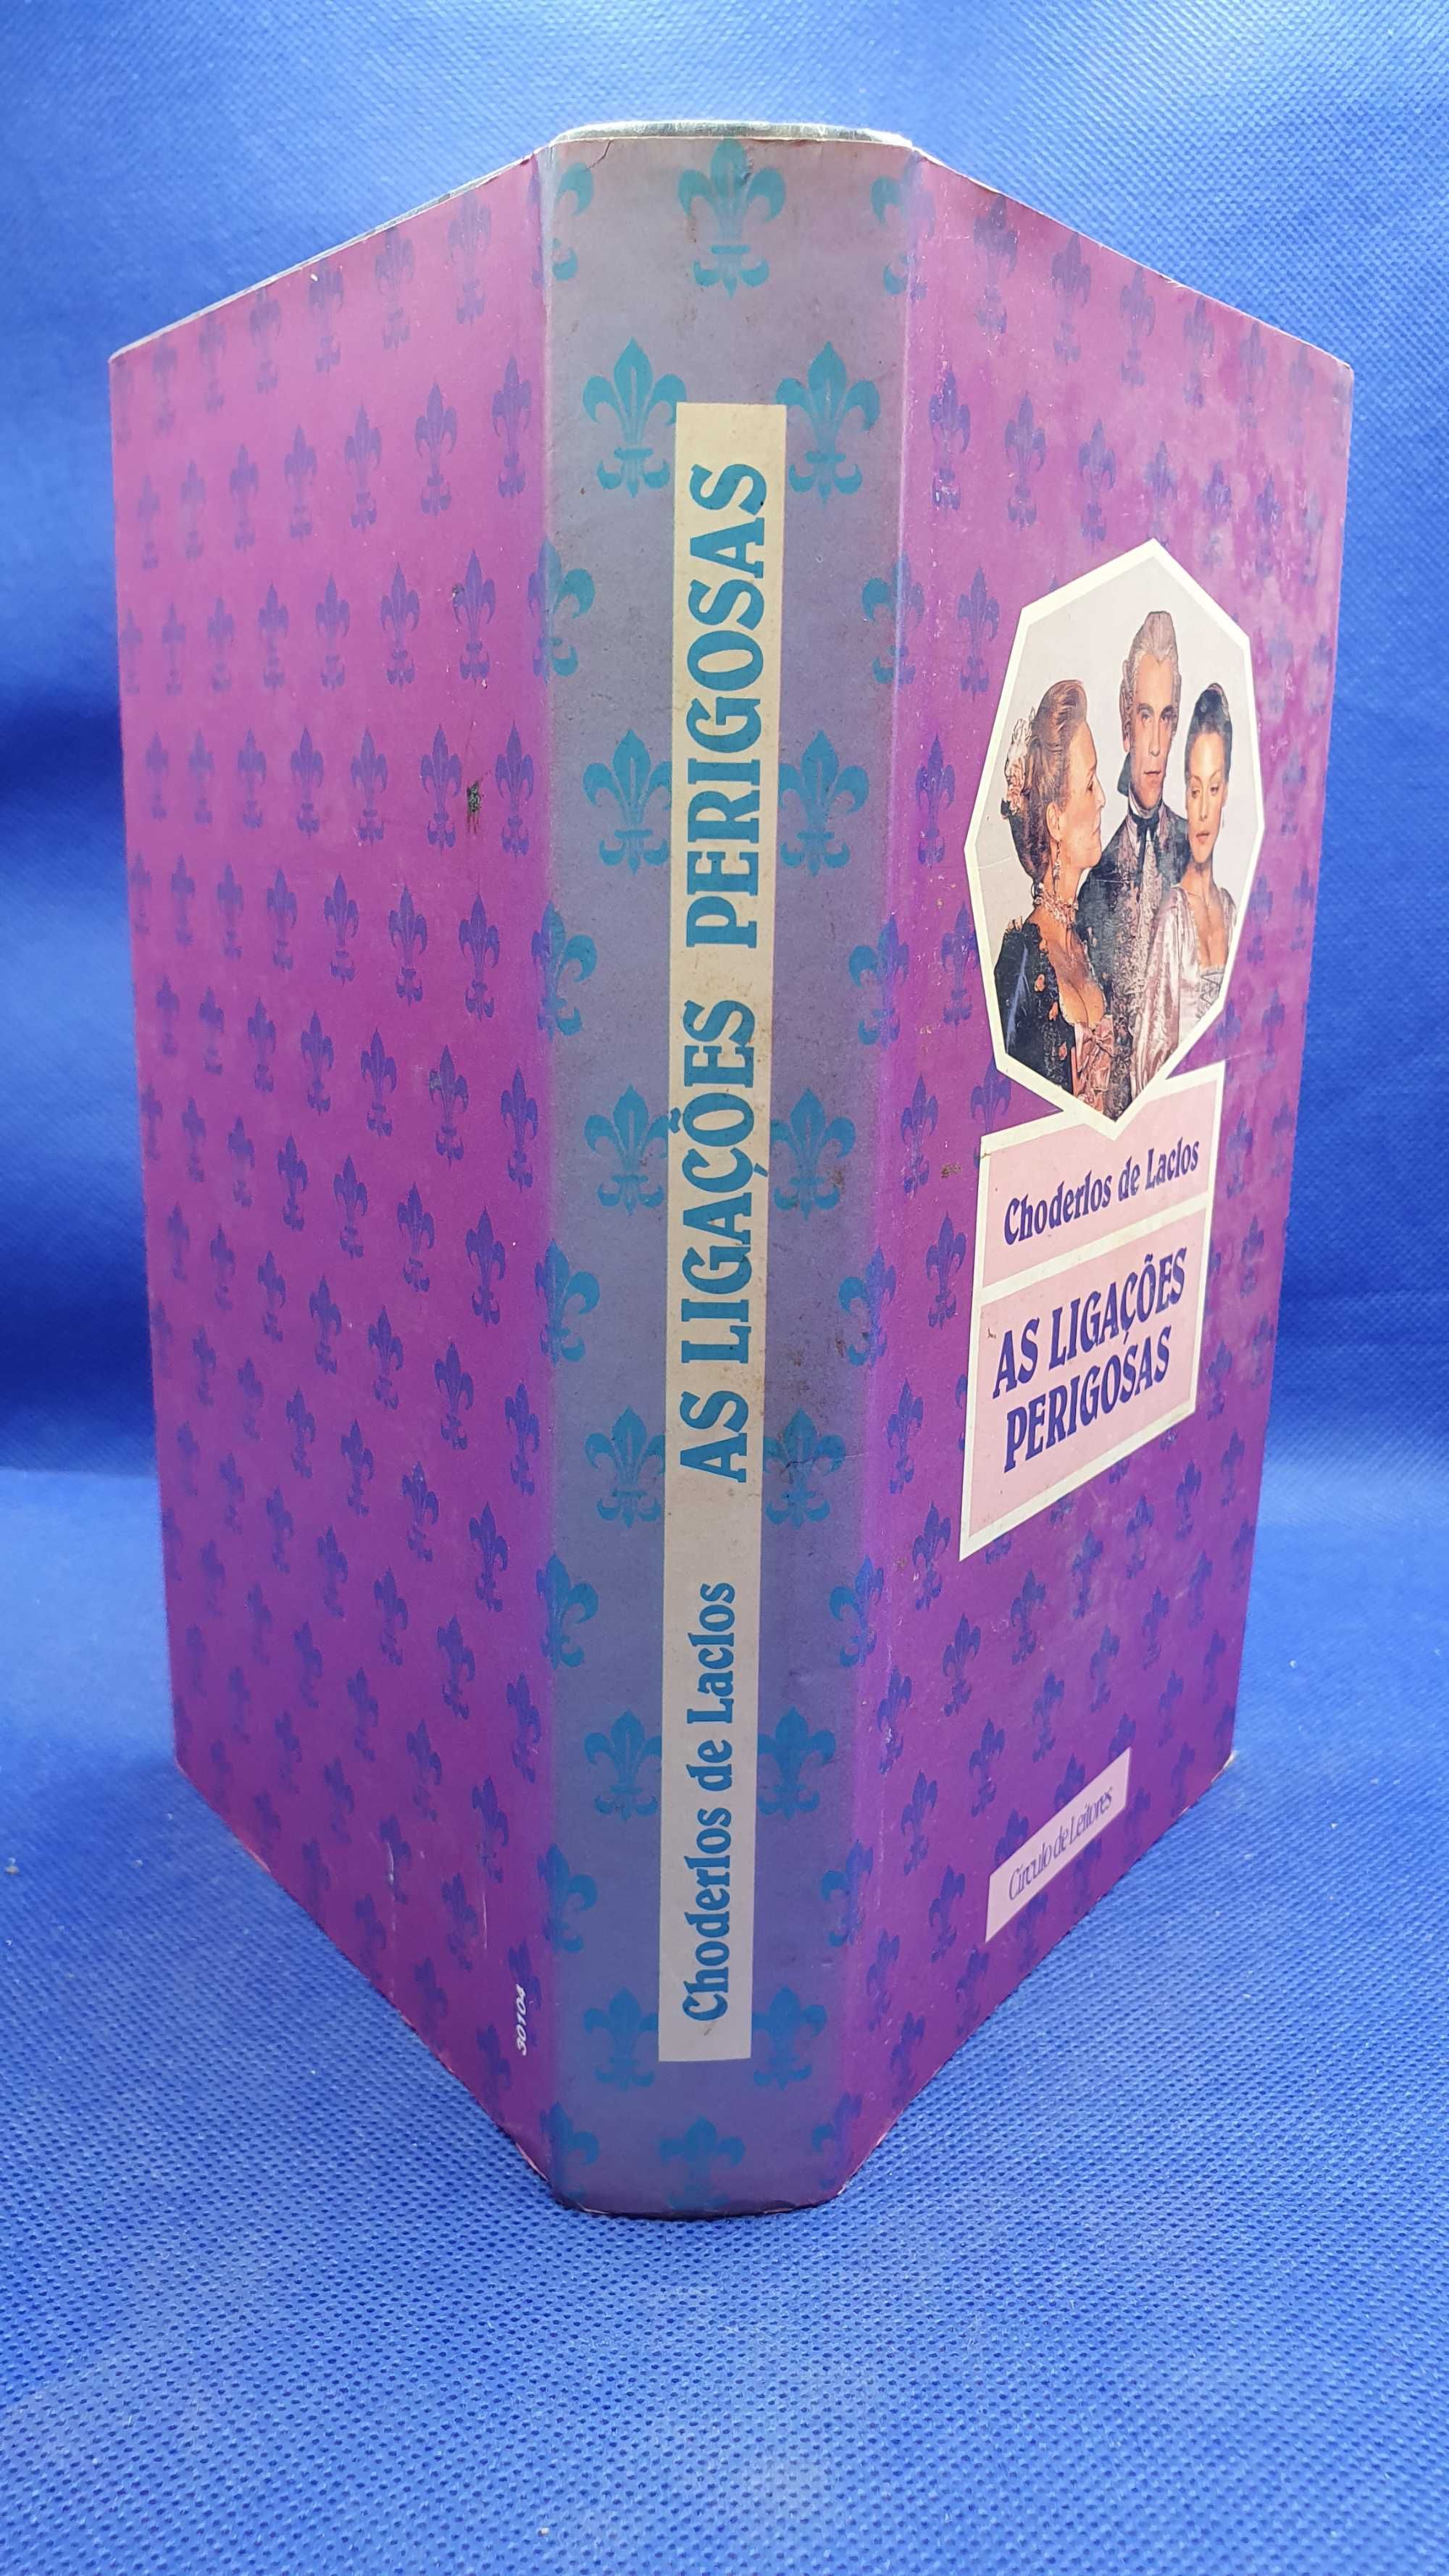 Choderlos de Laclos AS LIGAÇÕES PERIGOSAS
Choderlos de Laclos
AS LIGAÇÕES
PERIGOSAS
Círculo de Leitores
30104